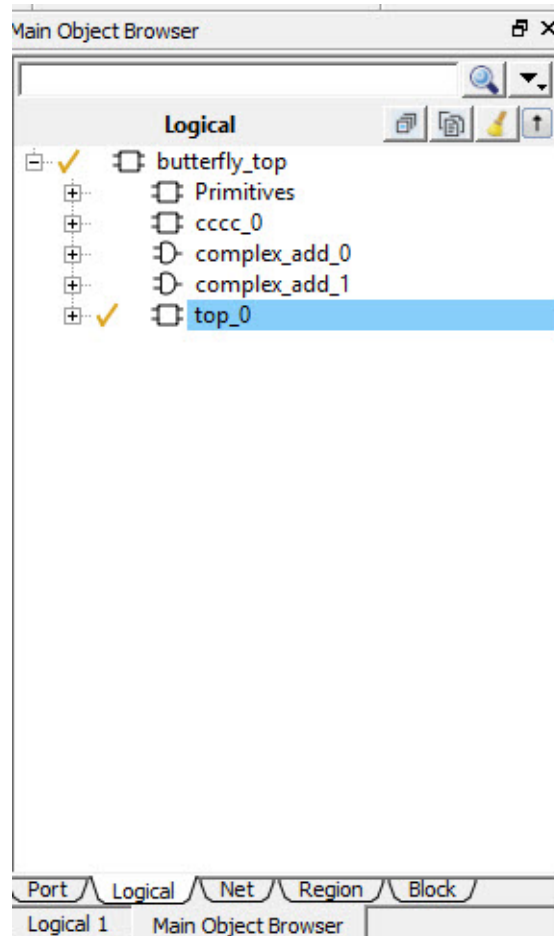 Main Object Browser
Logical
butterfly_top
Primitives
cccc_0
complex_add_0
complex_add_1
top_0
Port Logical Net Region Block
Logical 1 Main Object Browser